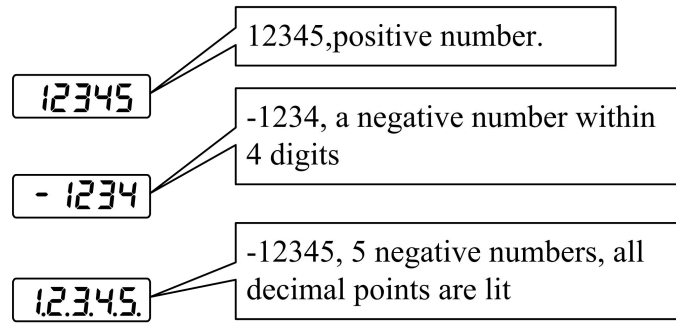 12345,positive number.
12345
-1234, a negative number within
4 digits
- 1234
-12345, 5 negative numbers, all
decimal points are lit
1.2.3.4.5.